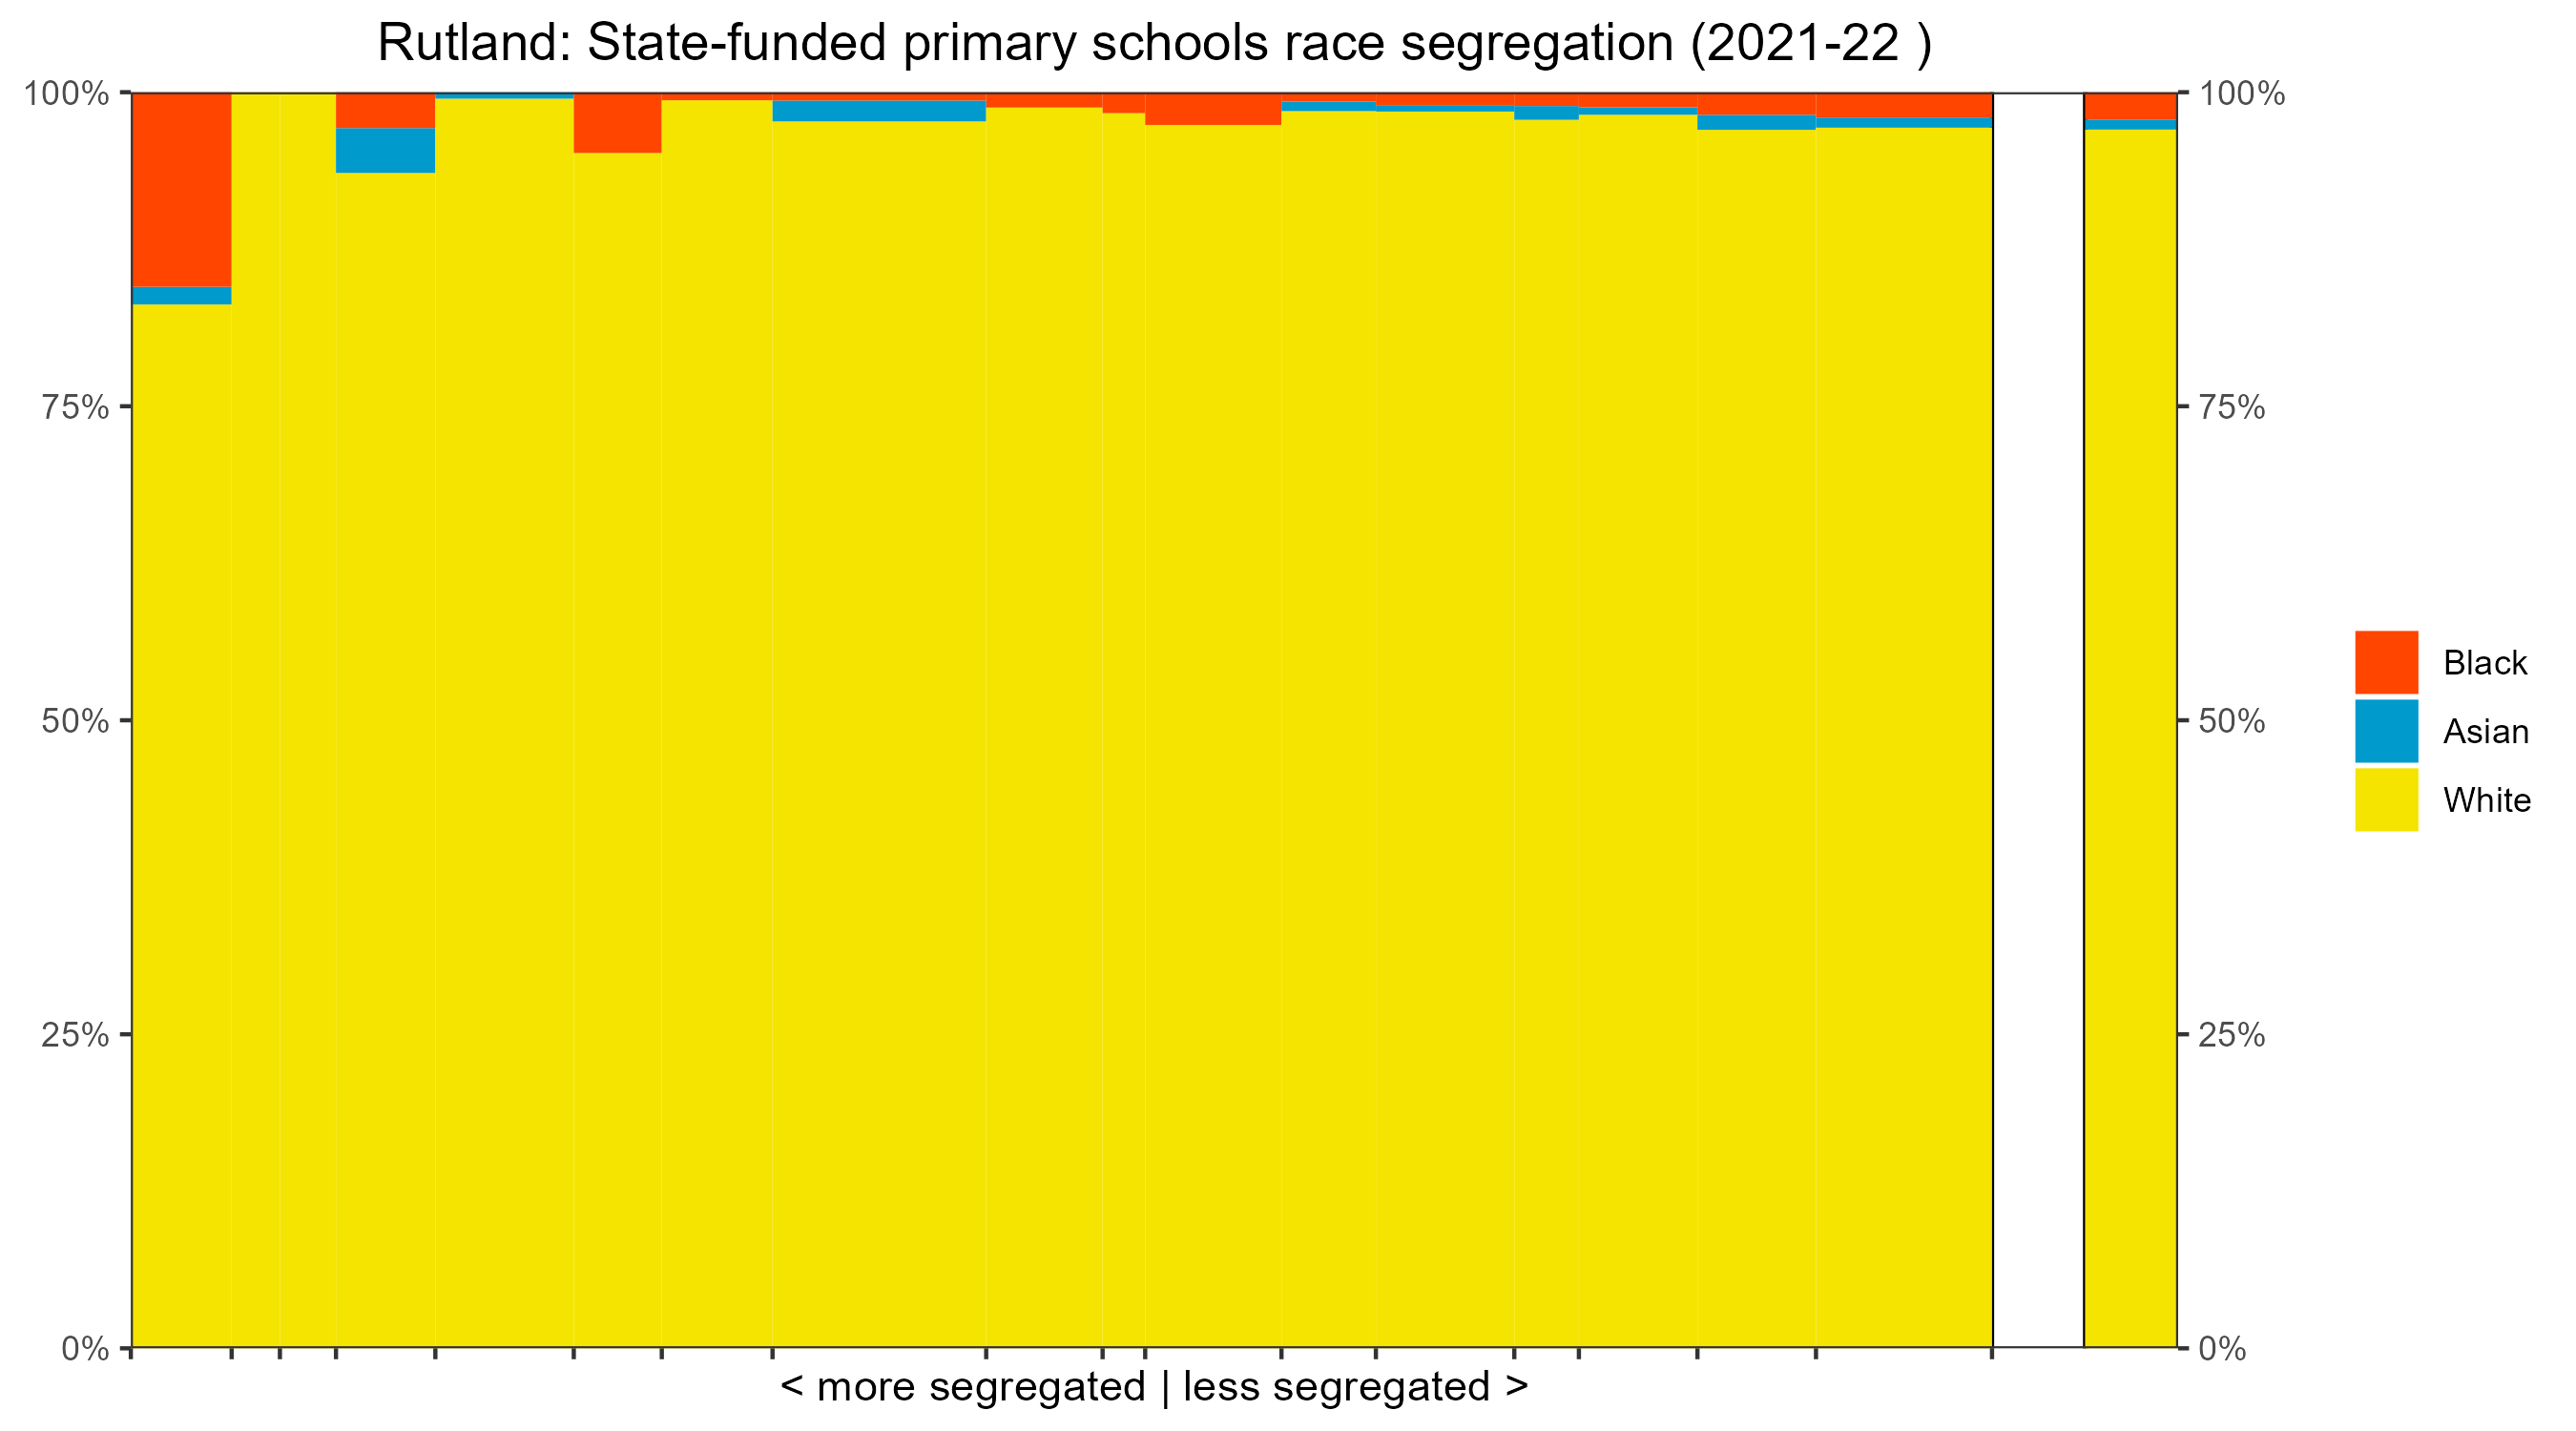 Rutland: State-funded primary schools race segregation (2021-22 )
100% 100%
75% 75%
50% 50%
25% 25%
0% 0%
Black
Asian
White
< more segregated | less segregated >